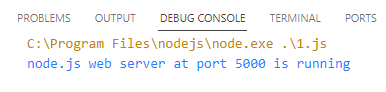 PROBLEMS OUTPUT DEBUG CONSOLE TERMINAL PORTS
C:\Program Files\nodejs\node.exe .\1.js
node.js web server at port 5000 is running